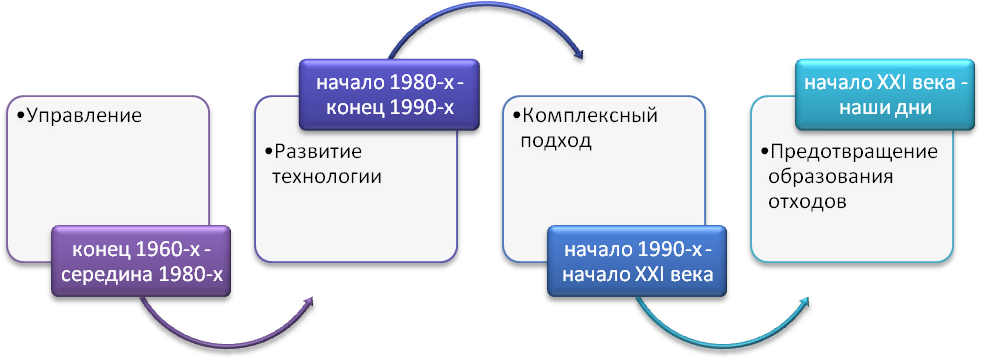 •Управление
конец 1960-х -
середина 1980-х
начало 1980-х -
конец 1990-х
•Развитие
технологии
•Комплексный
подход
начало 1990-х -
начало XXI века
начало XXI века -
наши дни
•Предотвращение
образования
отходов